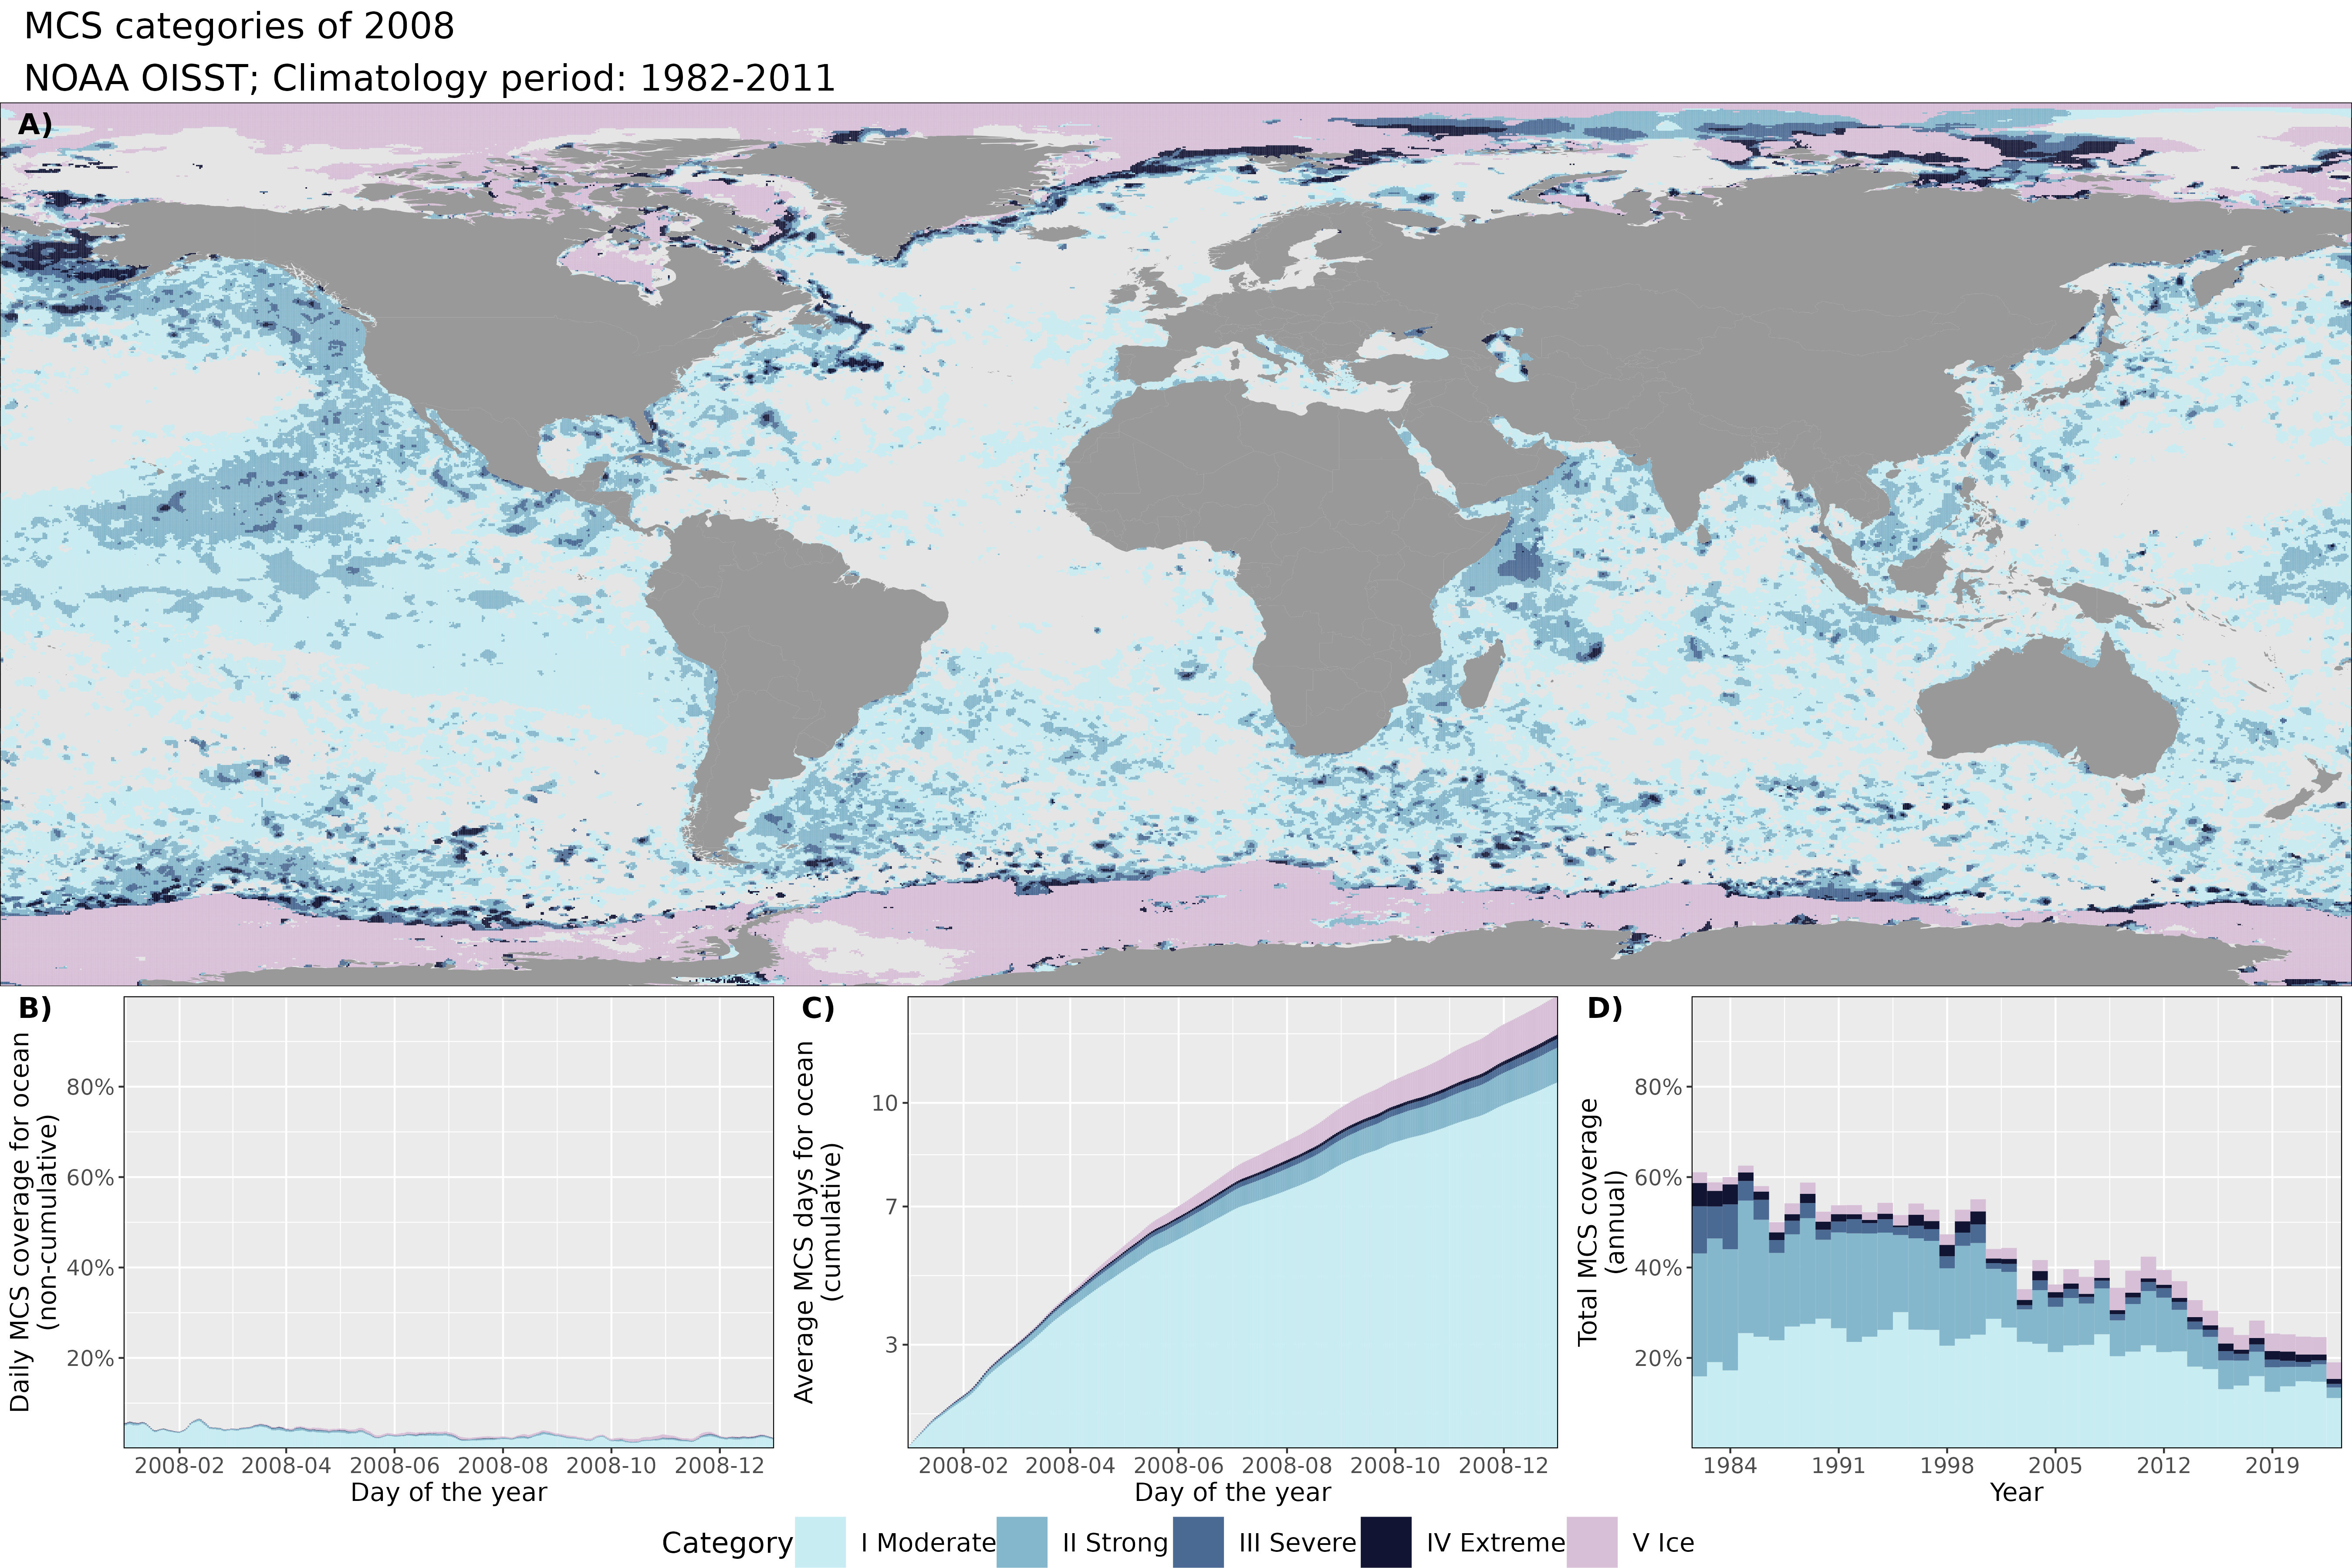 MCS categories of 2008
NOAA OISST; Climatology period: 1982-2011
A)
B)
Daily MCS coverage for ocean
(non-cumulative)
80%
60%
40%
20%
2008-02 2008-04 2008-06 2008-08 2008-10 2008-12
Day of the year
C)
Average MCS days for ocean
(cumulative)
10
7
3
2008-02 2008-04 2008-06 2008-08 2008-10 2008-12
Day of the year
D)
Total MCS coverage
(annual)
80%
60%
40%
20%
1984 1991 1998 2005 2012 2019
Year
Category I Moderate II Strong III Severe IV Extreme V Ice